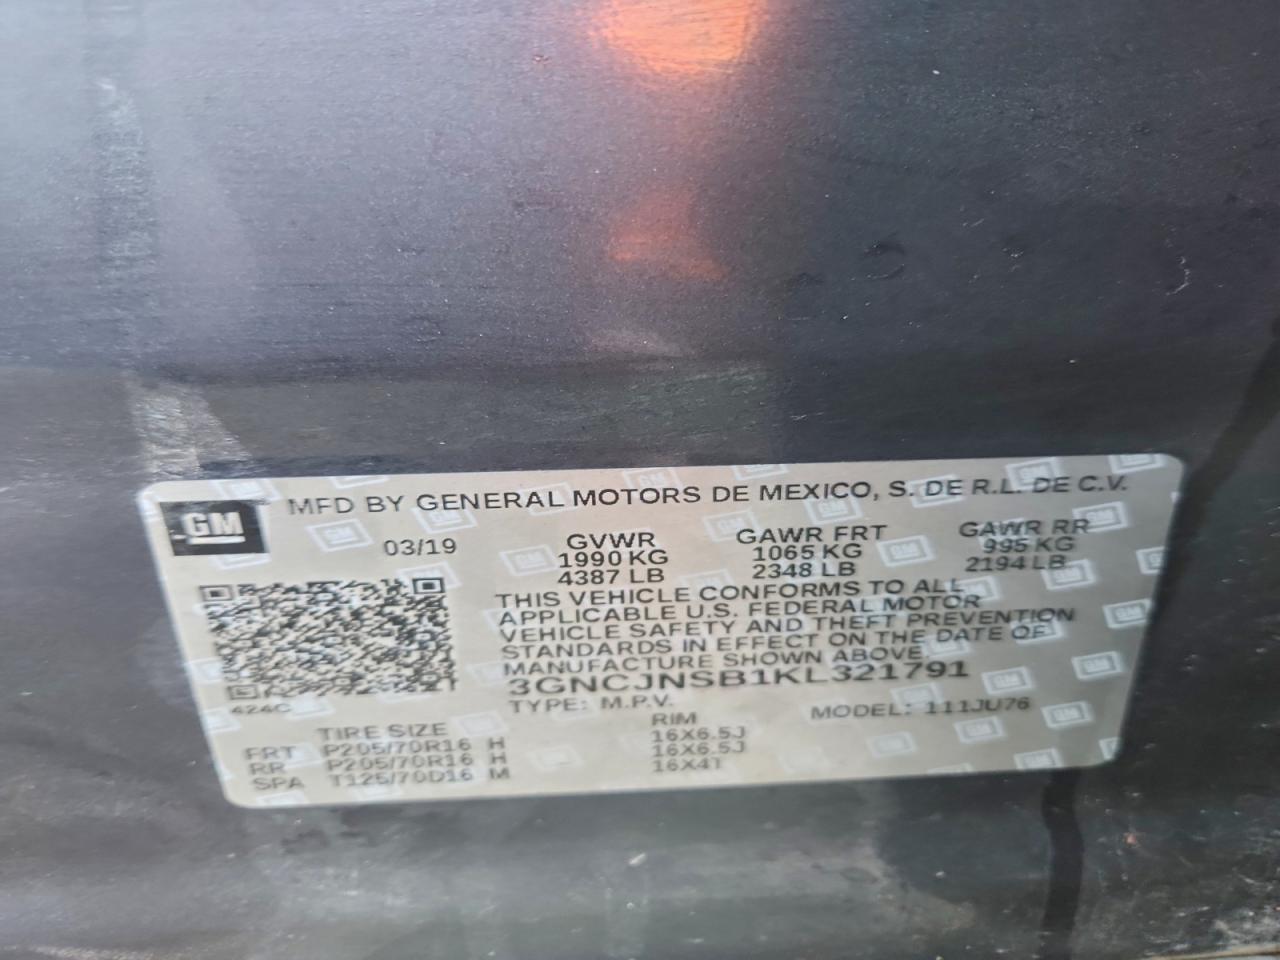 GM
MFD BY GENERAL MOTORS DE MEXICO, S. DE R.L. DE C.V.
03/19
GVWR GAWR FRT GAWR RR
1990 KG 1065 KG 995 KG
4387 LB 2348 LB 2194 LB
THIS VEHICLE CONFORMS TO ALL
APPLICABLE U.S. FEDERAL MOTOR
VEHICLE SAFETY AND THEFT PREVENTION
STANDARDS IN EFFECT ON THE DATE OF
MANUFACTURE SHOWN ABOVE.
3GNCJNSB1KL321791
424C
TYPE: M.P.V. MODEL: 111JU76
TIRE SIZE RIM
FRT P205/70R16 H 16X6.5J
RR P205/70R16 H 16X6.5J
SPA T125/70D16 M 16X4T